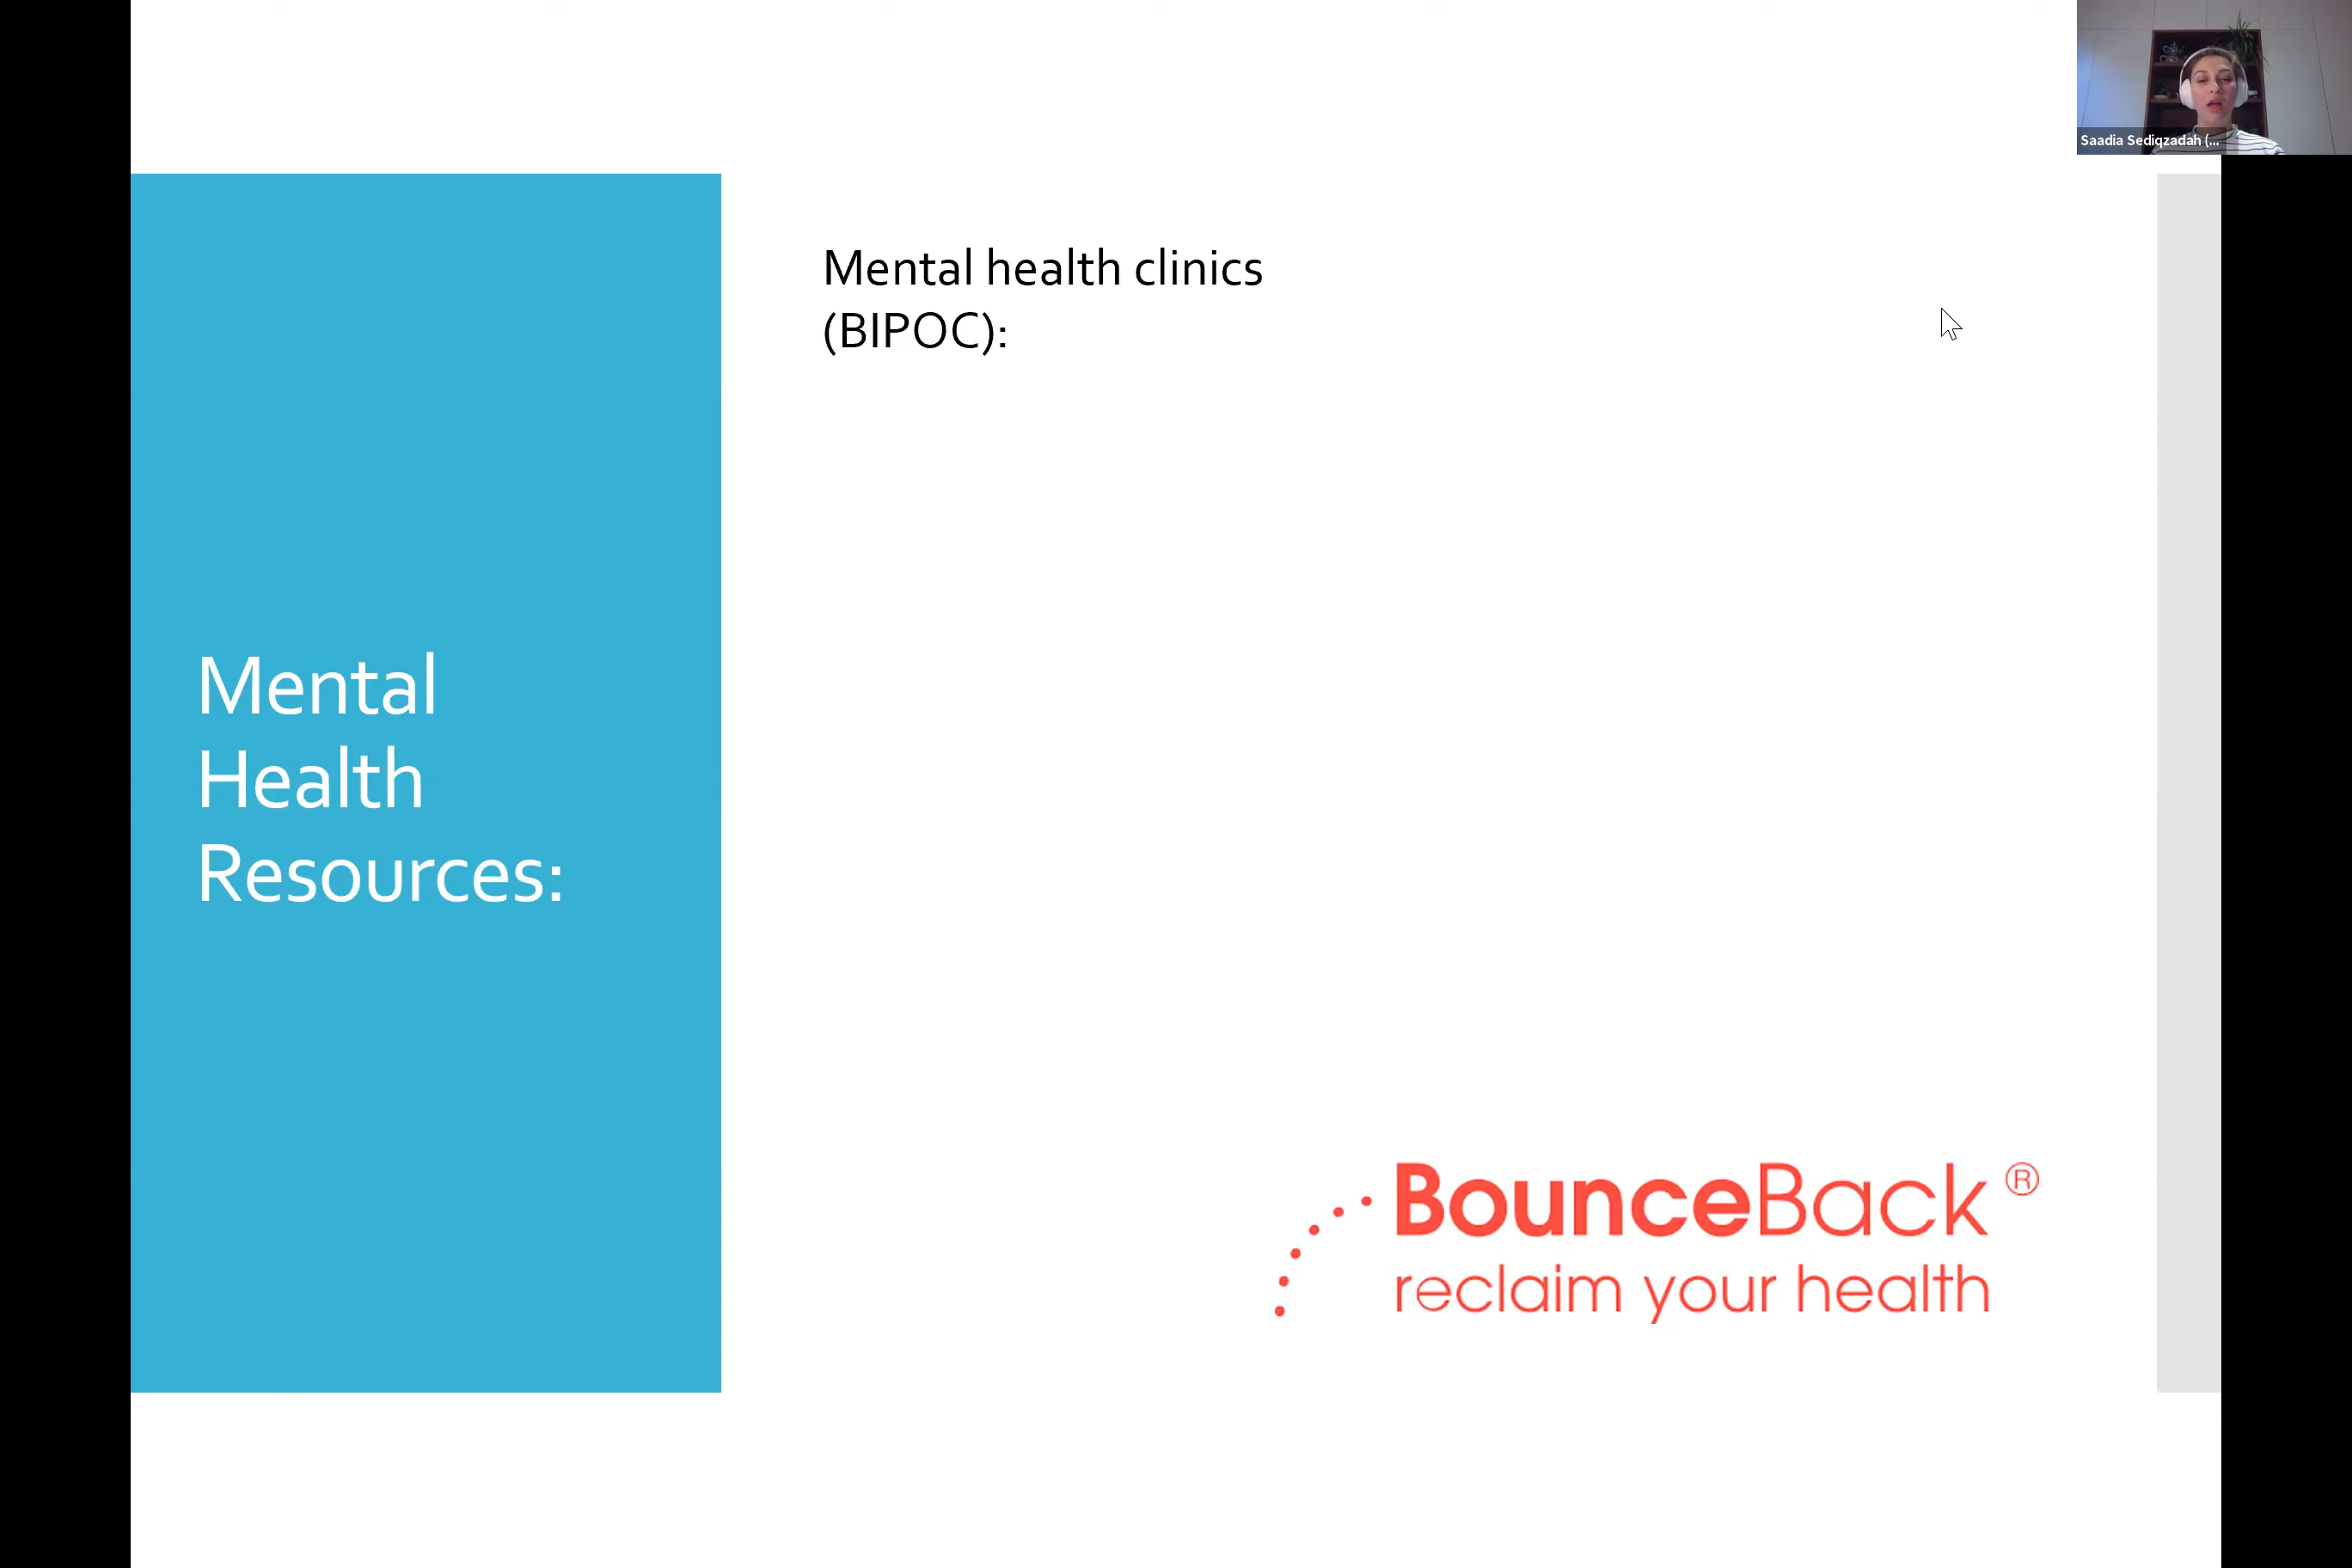 Saadia Sediqzadah (...
Mental health clinics
(BIPOC):
Mental
Health
Resources:
BounceBack®
reclaim your health